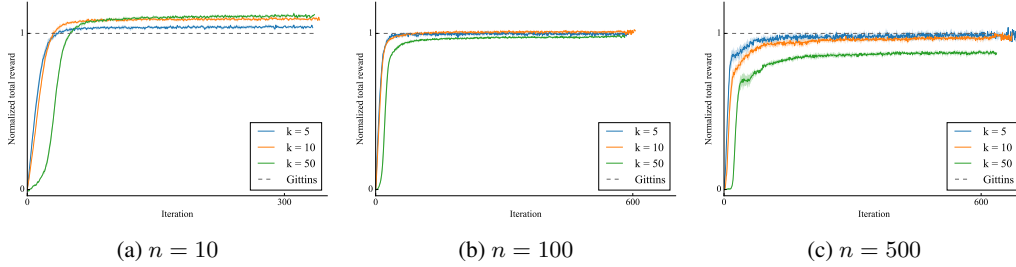 Normalized total reward
1
0
0
300
Iteration
k = 5
k = 10
k = 50
Gittins
(a) n = 10
Normalized total reward
1
0
0
600
Iteration
k = 5
k = 10
k = 50
Gittins
(b) n = 100
Normalized total reward
1
0
0
600
Iteration
k = 5
k = 10
k = 50
Gittins
(c) n = 500